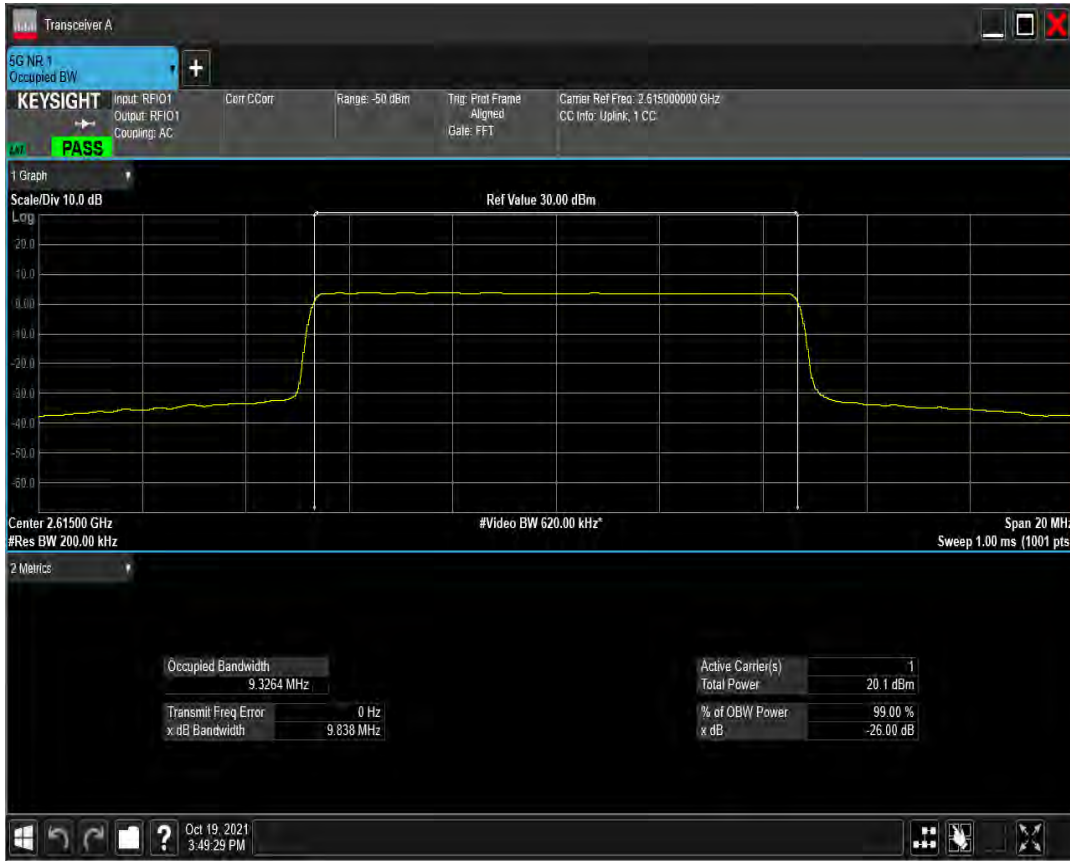 Transceiver A
5G NR 1
Occupied BW
+
KEYSIGHT
PASS
Input: RFIO1
Output: RFIO1
Coupling: AC
Corr CCorr
Range: -50 dBm
Trig: Prot Frame
Aligned
Gate: FFT
Carrier Ref Freq: 2.615000000 GHz
CC Info: Uplink, 1 CC
1 Graph
Scale/Div 10.0 dB
Ref Value 30.00 dBm
Log
20.0
10.0
0.00
-10.0
-20.0
-30.0
-40.0
-50.0
-60.0
Center 2.61500 GHz
#Video BW 620.00 kHz*
Span 20 MHz
#Res BW 200.00 kHz
Sweep 1.00 ms (1001 pts
2 Metrics
Occupied Bandwidth
9.3264 MHz
Transmit Freq Error 0 Hz
x dB Bandwidth 9.838 MHz
Active Carrier(s) 1
Total Power 20.1 dBm
% of OBW Power 99.00 %
x dB -26.00 dB
?
Oct 19, 2021
3:49:29 PM